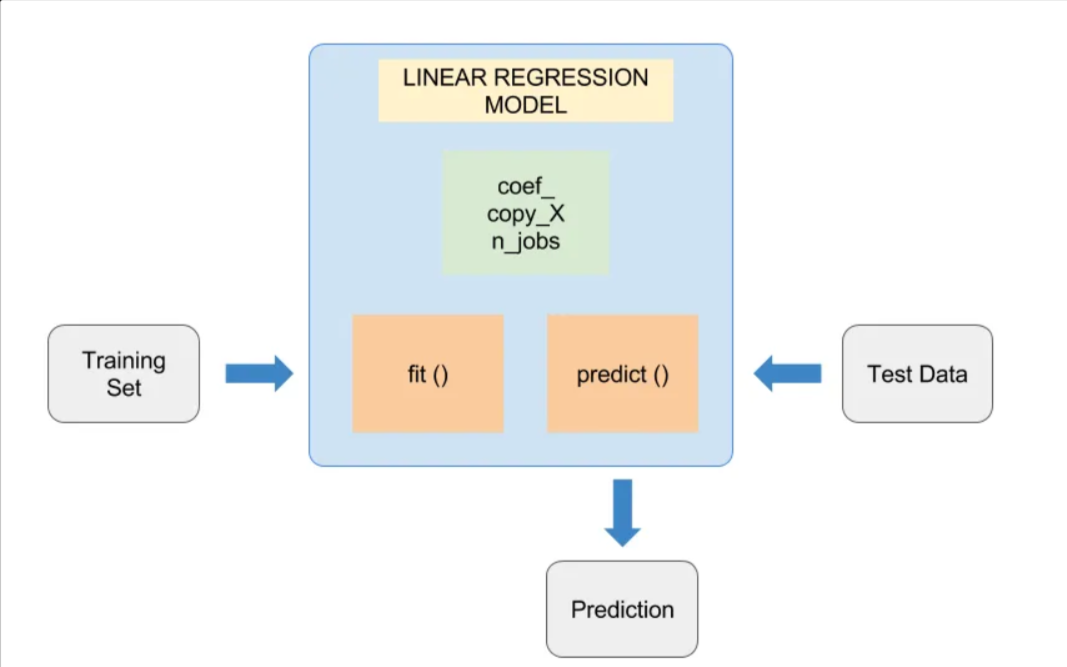 LINEAR REGRESSION
MODEL
coef_
copy_X
n_jobs
Training
Set
fit ()
predict ()
Test Data
Prediction